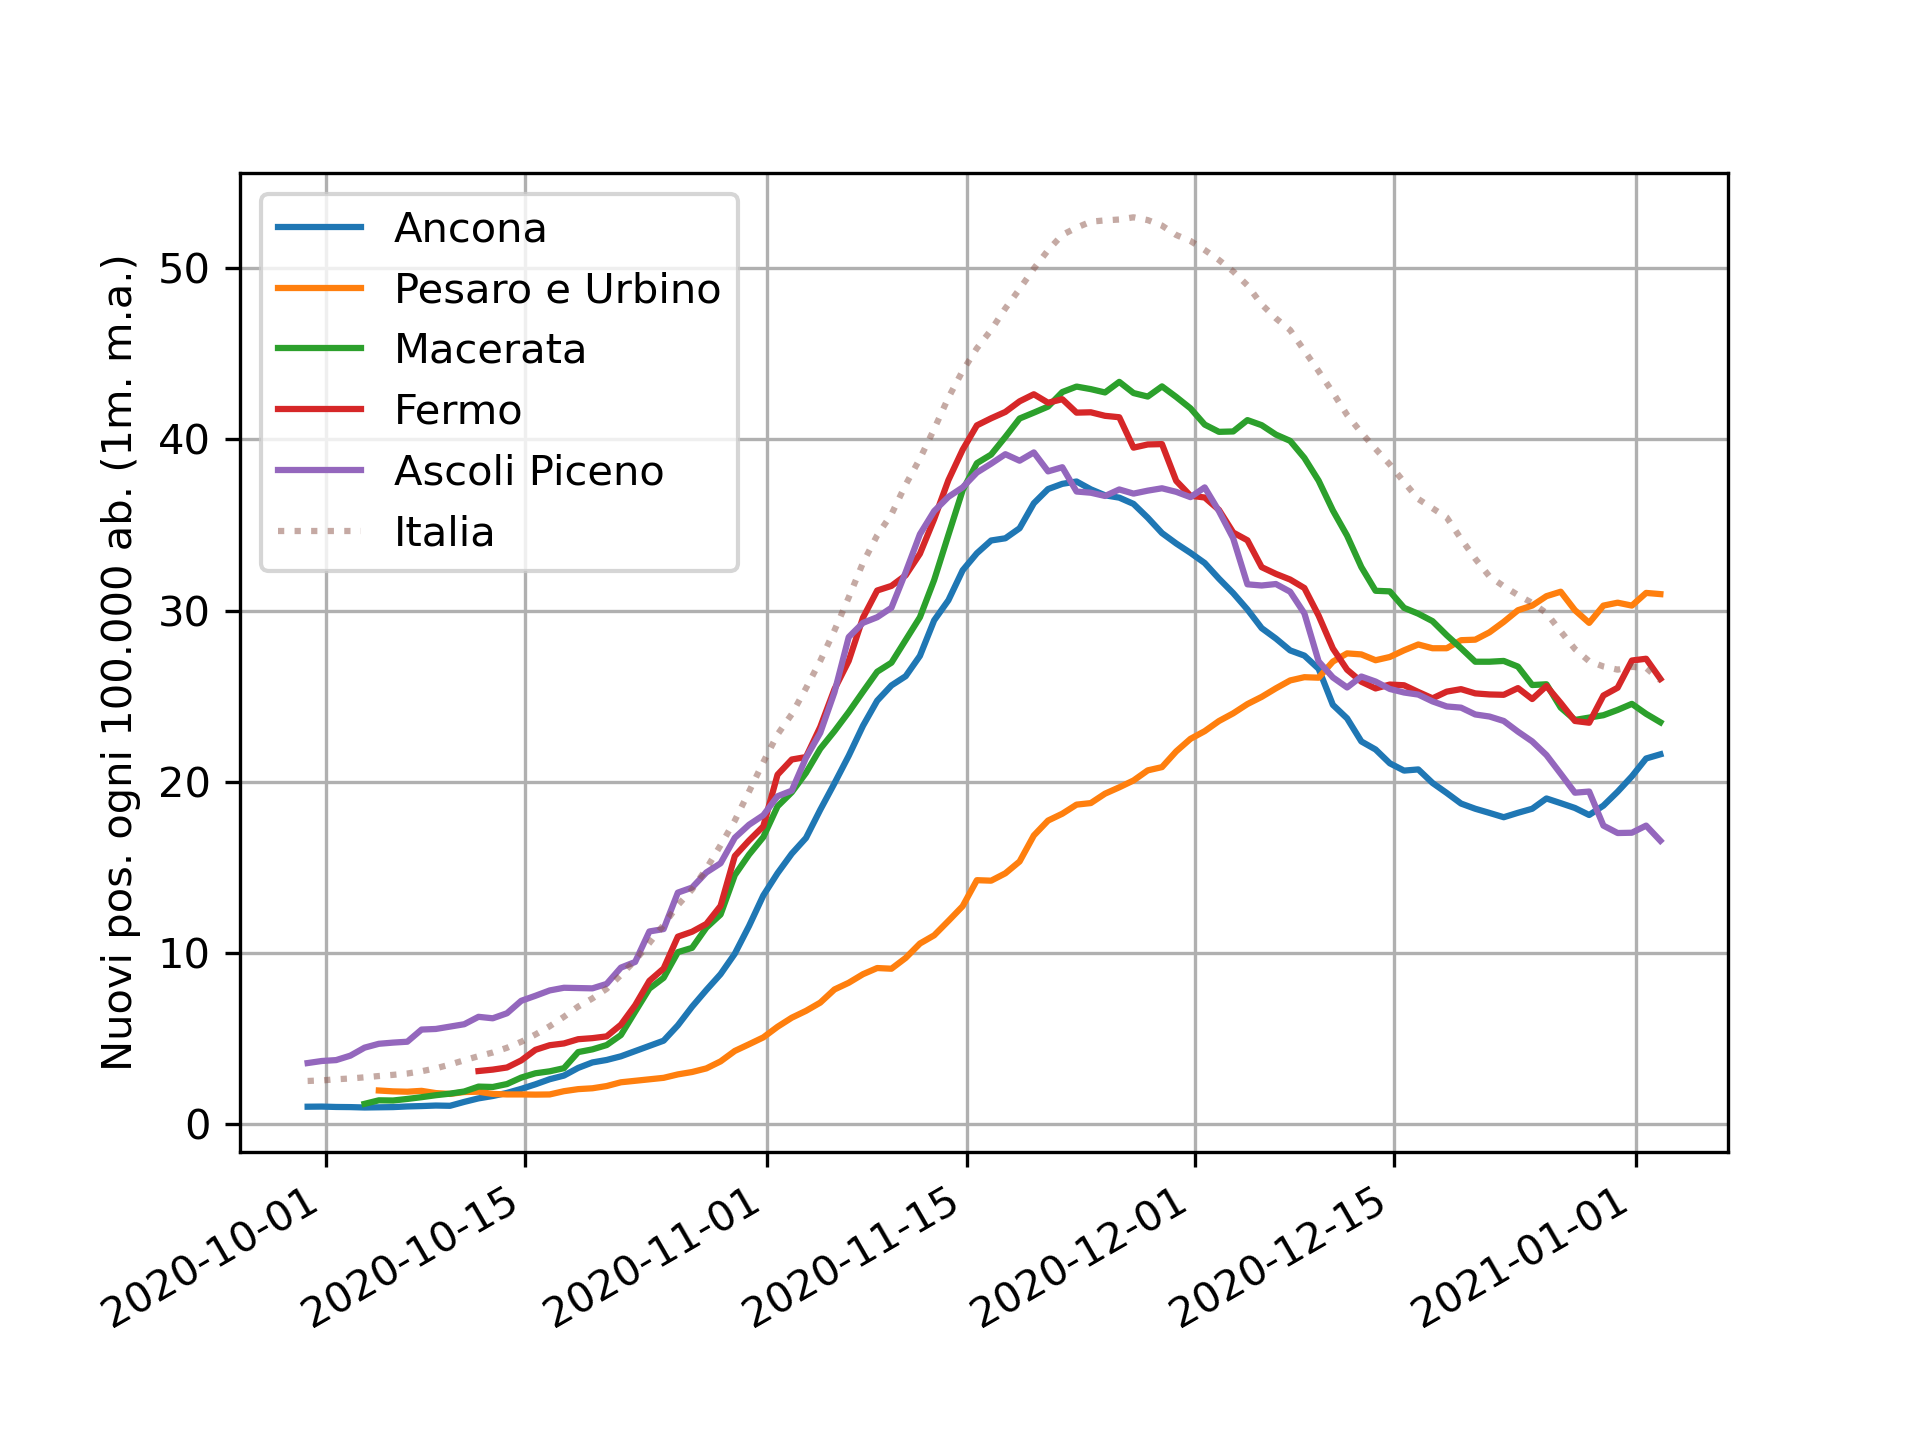 Nuovi pos. ogni 100.000 ab. (1m. m.a.)
50
40
30
20
10
0
Ancona
Pesaro e Urbino
Macerata
Fermo
Ascoli Piceno
Italia
2020-10-01
2020-10-15
2020-11-01
2020-11-15
2020-12-01
2020-12-15
2021-01-01